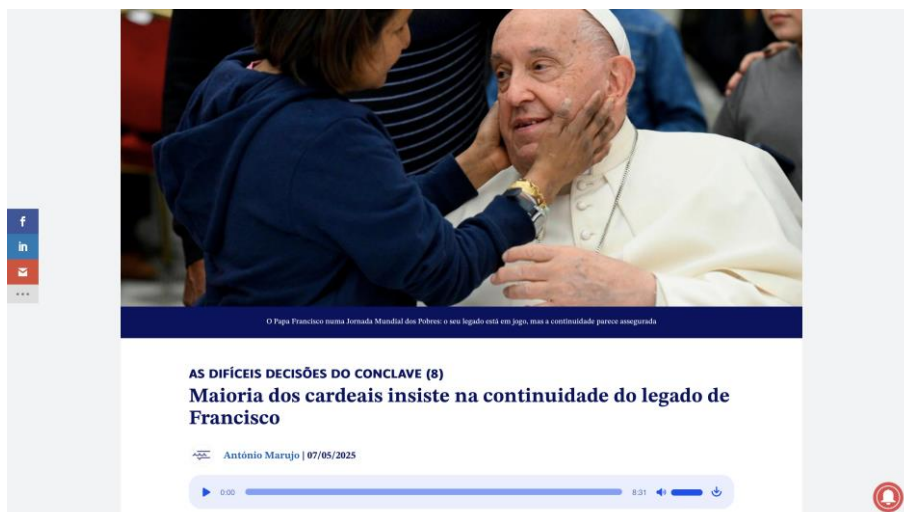 f
in
O Papa Francisco numa Jornada Mundial dos Pobres: o seu legado está em jogo, mas a continuidade parece assegurada
AS DIFÍCEIS DECISÕES DO CONCLAVE (8)
Maioria dos cardeais insiste na continuidade do legado de
Francisco
António Marujo | 07/05/2025
0:00 8:31